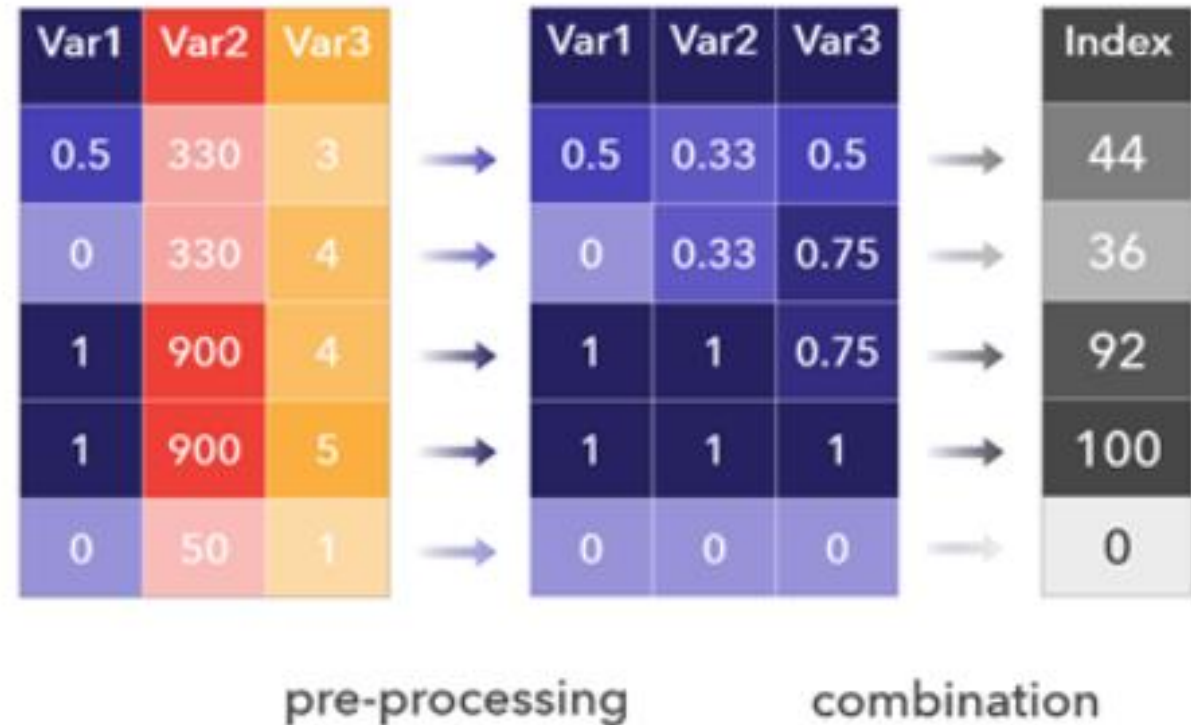 Var1 Var2 Var3 Var1 Var2 Var3 Index
0.5 330 3 0.5 0.33 0.5 44
0 330 4 0 0.33 0.75 36
1 900 4 1 1 0.75 92
1 900 5 1 1 1 100
0 50 1 0 0 0 0
pre-processing combination